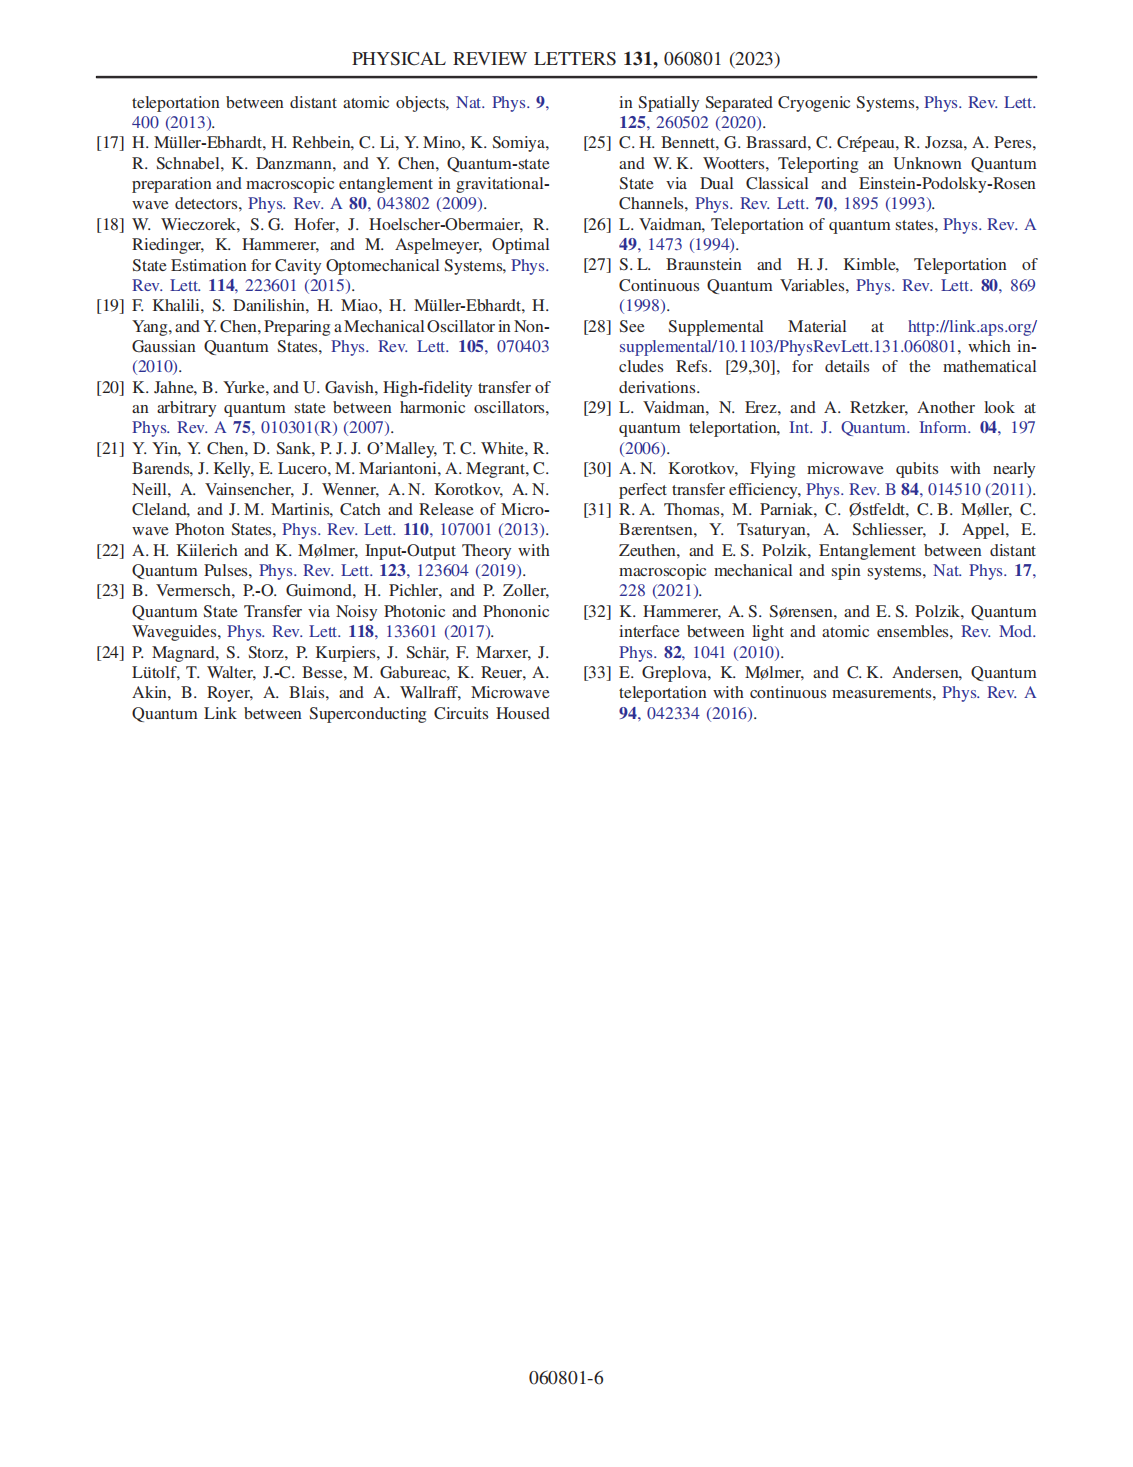 PHYSICAL REVIEW LETTERS 131, 060801 (2023)
teleportation between distant atomic objects, Nat. Phys. 9,
400 (2013).
[17] H. Müller-Ebhardt, H. Rehbein, C. Li, Y. Mino, K. Somiya,
R. Schnabel, K. Danzmann, and Y. Chen, Quantum-state
preparation and macroscopic entanglement in gravitational-
wave detectors, Phys. Rev. A 80, 043802 (2009).
[18] W. Wieczorek, S. G. Hofer, J. Hoelscher-Obermaier, R.
Riedinger, K. Hammerer, and M. Aspelmeyer, Optimal
State Estimation for Cavity Optomechanical Systems, Phys.
Rev. Lett. 114, 223601 (2015).
[19] F. Khalili, S. Danilishin, H. Miao, H. Müller-Ebhardt, H.
Yang, and Y. Chen, Preparing a Mechanical Oscillator in Non-
Gaussian Quantum States, Phys. Rev. Lett. 105, 070403
(2010).
[20] K. Jahne, B. Yurke, and U. Gavish, High-fidelity transfer of
an arbitrary quantum state between harmonic oscillators,
Phys. Rev. A 75, 010301(R) (2007).
[21] Y. Yin, Y. Chen, D. Sank, P. J. J. O’Malley, T. C. White, R.
Barends, J. Kelly, E. Lucero, M. Mariantoni, A. Megrant, C.
Neill, A. Vainsencher, J. Wenner, A. N. Korotkov, A. N.
Cleland, and J. M. Martinis, Catch and Release of Micro-
wave Photon States, Phys. Rev. Lett. 110, 107001 (2013).
[22] A. H. Kiilerich and K. Mølmer, Input-Output Theory with
Quantum Pulses, Phys. Rev. Lett. 123, 123604 (2019).
[23] B. Vermersch, P.-O. Guimond, H. Pichler, and P. Zoller,
Quantum State Transfer via Noisy Photonic and Phononic
Waveguides, Phys. Rev. Lett. 118, 133601 (2017).
[24] P. Magnard, S. Storz, P. Kurpiers, J. Schär, F. Marxer, J.
Lütolf, T. Walter, J.-C. Besse, M. Gabureac, K. Reuer, A.
Akin, B. Royer, A. Blais, and A. Wallraff, Microwave
Quantum Link between Superconducting Circuits Housed
in Spatially Separated Cryogenic Systems, Phys. Rev. Lett.
125, 260502 (2020).
[25] C. H. Bennett, G. Brassard, C. Crépeau, R. Jozsa, A. Peres,
and W. K. Wootters, Teleporting an Unknown Quantum
State via Dual Classical and Einstein-Podolsky-Rosen
Channels, Phys. Rev. Lett. 70, 1895 (1993).
[26] L. Vaidman, Teleportation of quantum states, Phys. Rev. A
49, 1473 (1994).
[27] S. L. Braunstein and H. J. Kimble, Teleportation of
Continuous Quantum Variables, Phys. Rev. Lett. 80, 869
(1998).
[28] See Supplemental Material at http://link.aps.org/
supplemental/10.1103/PhysRevLett.131.060801, which in-
cludes Refs. [29,30], for details of the mathematical
derivations.
[29] L. Vaidman, N. Erez, and A. Retzker, Another look at
quantum teleportation, Int. J. Quantum. Inform. 04, 197
(2006).
[30] A. N. Korotkov, Flying microwave qubits with nearly
perfect transfer efficiency, Phys. Rev. B 84, 014510 (2011).
[31] R. A. Thomas, M. Parniak, C. Østfeldt, C. B. Møller, C.
Bærentsen, Y. Tsaturyan, A. Schliesser, J. Appel, E.
Zeuthen, and E. S. Polzik, Entanglement between distant
macroscopic mechanical and spin systems, Nat. Phys. 17,
228 (2021).
[32] K. Hammerer, A. S. Sørensen, and E. S. Polzik, Quantum
interface between light and atomic ensembles, Rev. Mod.
Phys. 82, 1041 (2010).
[33] E. Greplova, K. Mølmer, and C. K. Andersen, Quantum
teleportation with continuous measurements, Phys. Rev. A
94, 042334 (2016).
060801-6